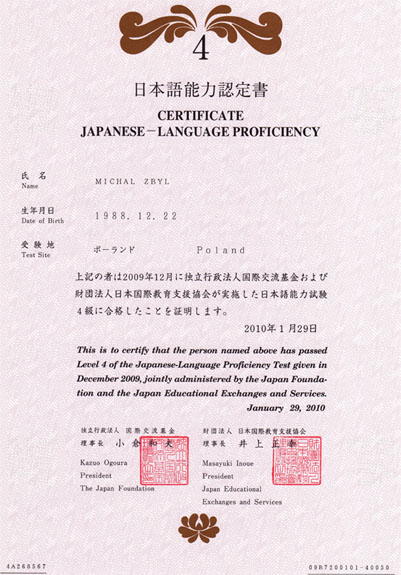 4
日本語能力認定書
CERTIFICATE
JAPANESE－LANGUAGE PROFICIENCY
氏名 MICHAL ZBYL
Name
生年月日 1988.12.22
Date of Birth
受験地 ポーランド Poland
Test Site
上記の者は2009年12月に独立行政法人国際交流基金および
財団法人日本国際教育支援協会が実施した日本語能力試験
４級に合格したことを証明します。
2010年1月29日
This is to certify that the person named above has passed
Level 4 of the Japanese-Language Proficiency Test given in
December 2009, jointly administered by the Japan Founda-
tion and the Japan Educational Exchanges and Services.
January 29, 2010
独立行政法人 国際交流基金
理事長 小倉和夫
Kazuo Ogoura
President
The Japan Foundation
財団法人 日本国際教育支援協会
理事長 井上正幸
Masayuki Inoue
President
Japan Educational
Exchanges and Services
4A268567
09B7200101-40050